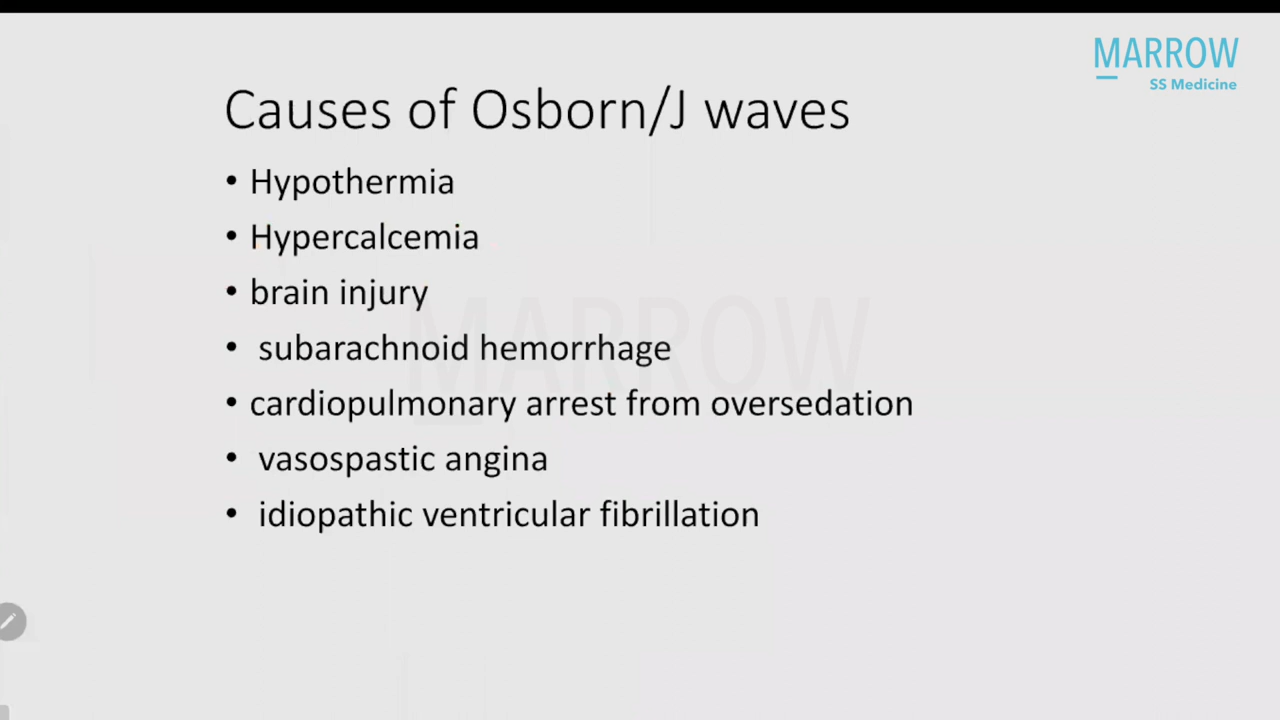 MARROW
SS Medicine
Causes of Osborn/J waves
• Hypothermia
• Hypercalcemia
• brain injury
• subarachnoid hemorrhage
• cardiopulmonary arrest from oversedation
• vasospastic angina
• idiopathic ventricular fibrillation
MARROW